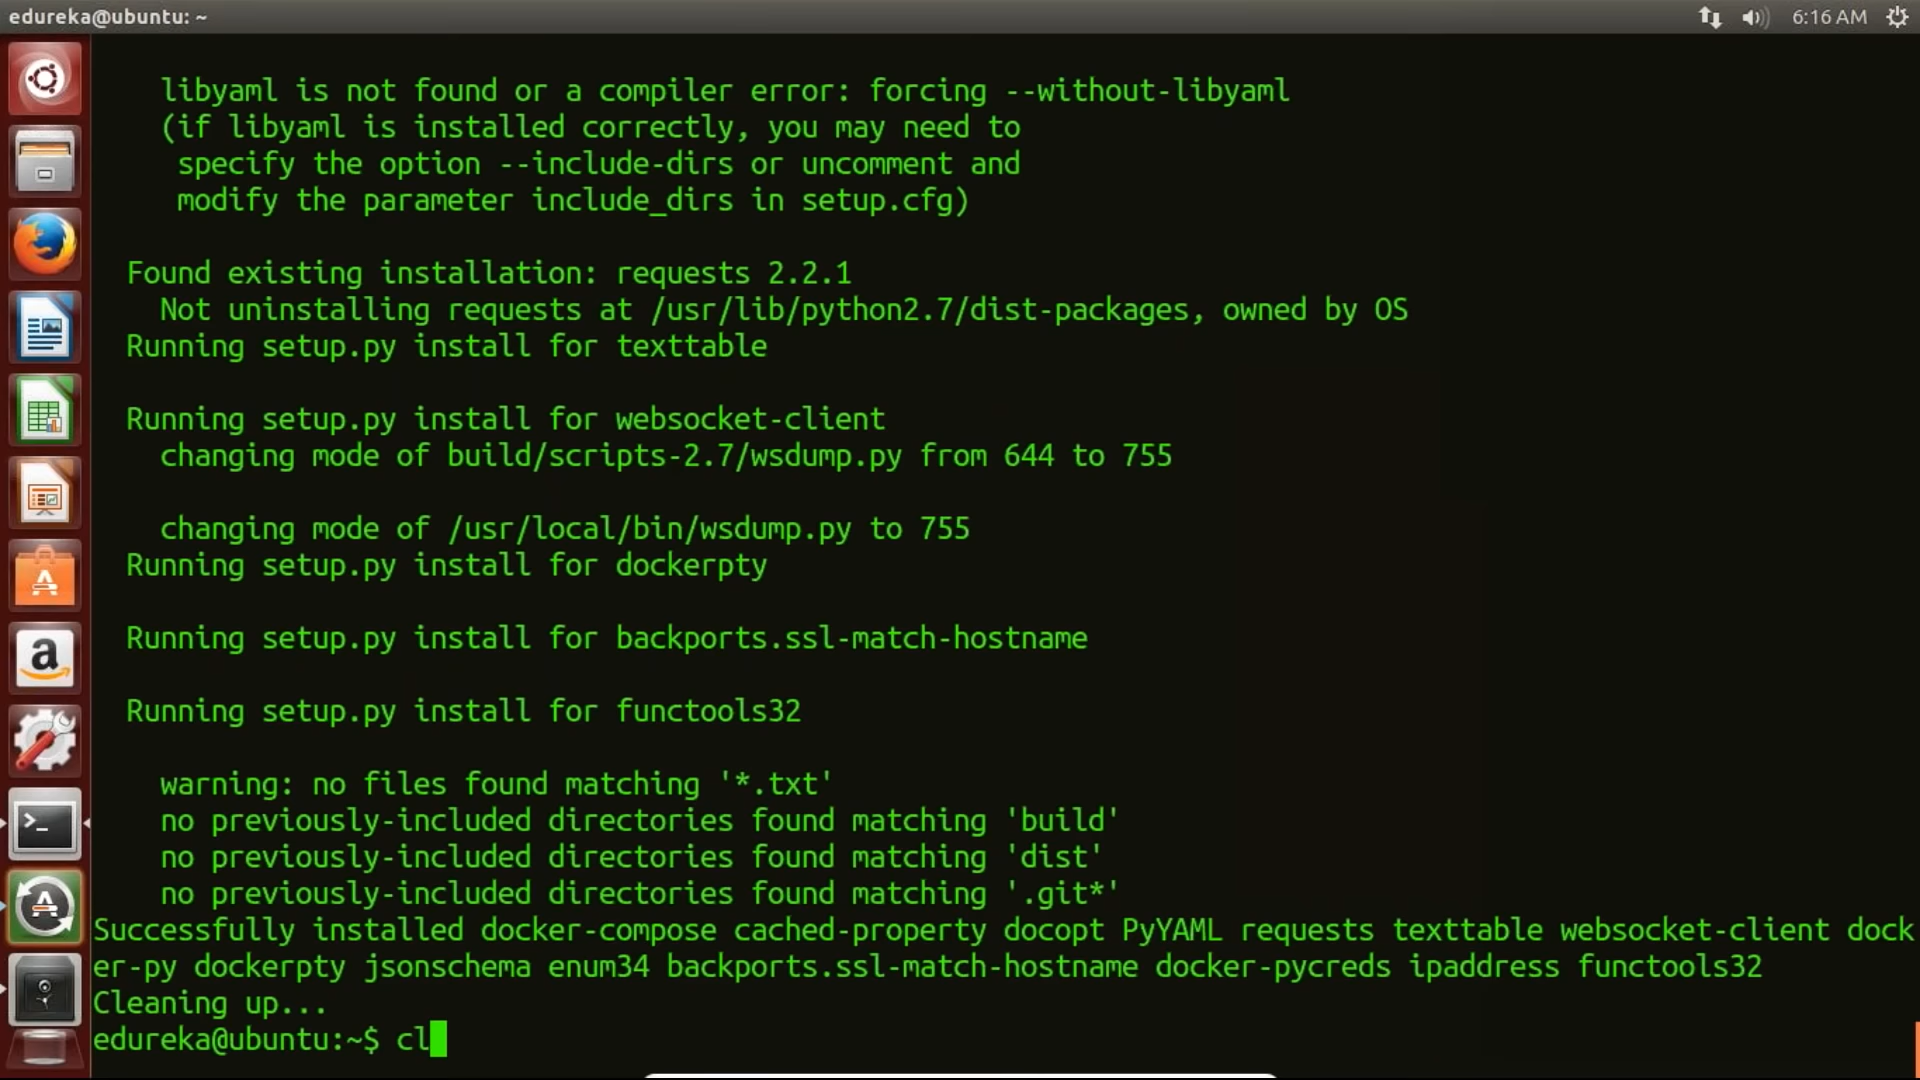 edureka@ubuntu: ~
6:16 AM
libyaml is not found or a compiler error: forcing --without-libyaml
(if libyaml is installed correctly, you may need to
specify the option --include-dirs or uncomment and
modify the parameter include_dirs in setup.cfg)
Found existing installation: requests 2.2.1
Not uninstalling requests at /usr/lib/python2.7/dist-packages, owned by OS
Running setup.py install for texttable
Running setup.py install for websocket-client
changing mode of build/scripts-2.7/wsdump.py from 644 to 755
changing mode of /usr/local/bin/wsdump.py to 755
Running setup.py install for dockerpty
Running setup.py install for backports.ssl-match-hostname
Running setup.py install for functools32
warning: no files found matching '*.txt'
no previously-included directories found matching 'build'
no previously-included directories found matching 'dist'
no previously-included directories found matching '.git*'
Successfully installed docker-compose cached-property docopt PyYAML requests texttable websocket-client dock
er-py dockerpty jsonschema enum34 backports.ssl-match-hostname docker-pycreds ipaddress functools32
Cleaning up...
edureka@ubuntu:~$ cl